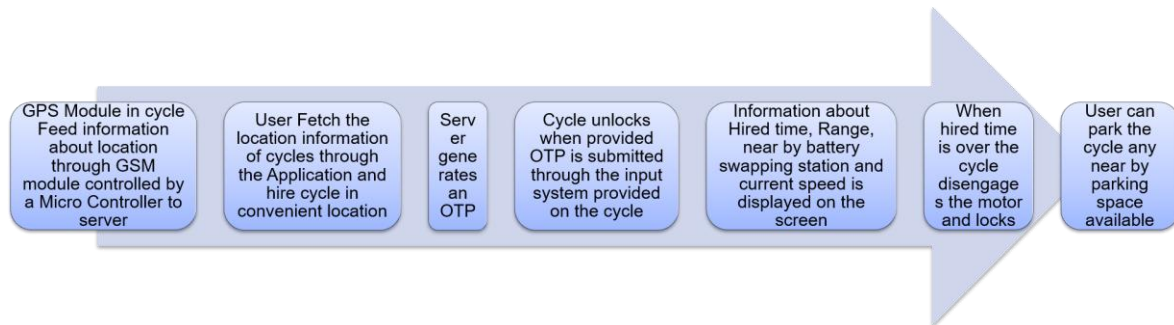 GPS Module in cycle
Feed information
about location
through GSM
module controlled by
a Micro Controller to
server
User Fetch the
location information
of cycles through
the Application and
hire cycle in
convenient location
Serv
er
gene
rates
an
OTP
Cycle unlocks
when provided
OTP is submitted
through the input
system provided
on the cycle
Information about
Hired time, Range,
near by battery
swapping station and
current speed is
displayed on the
screen
When
hired time
is over the
cycle
disengage
s the motor
and locks
User can
park the
cycle any
near by
parking
space
available